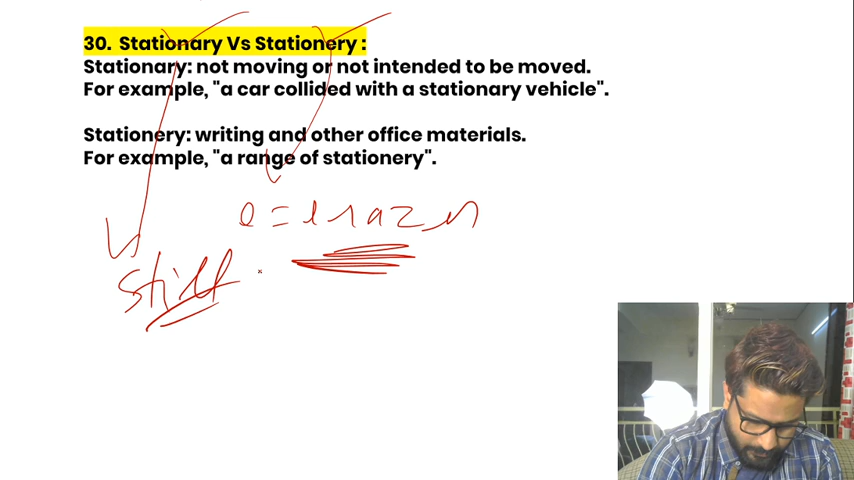 30. Stationary Vs Stationery :
Stationary: not moving or not intended to be moved.
For example, "a car collided with a stationary vehicle".
Stationery: writing and other office materials.
For example, "a range of stationery".
e = erazer
Still